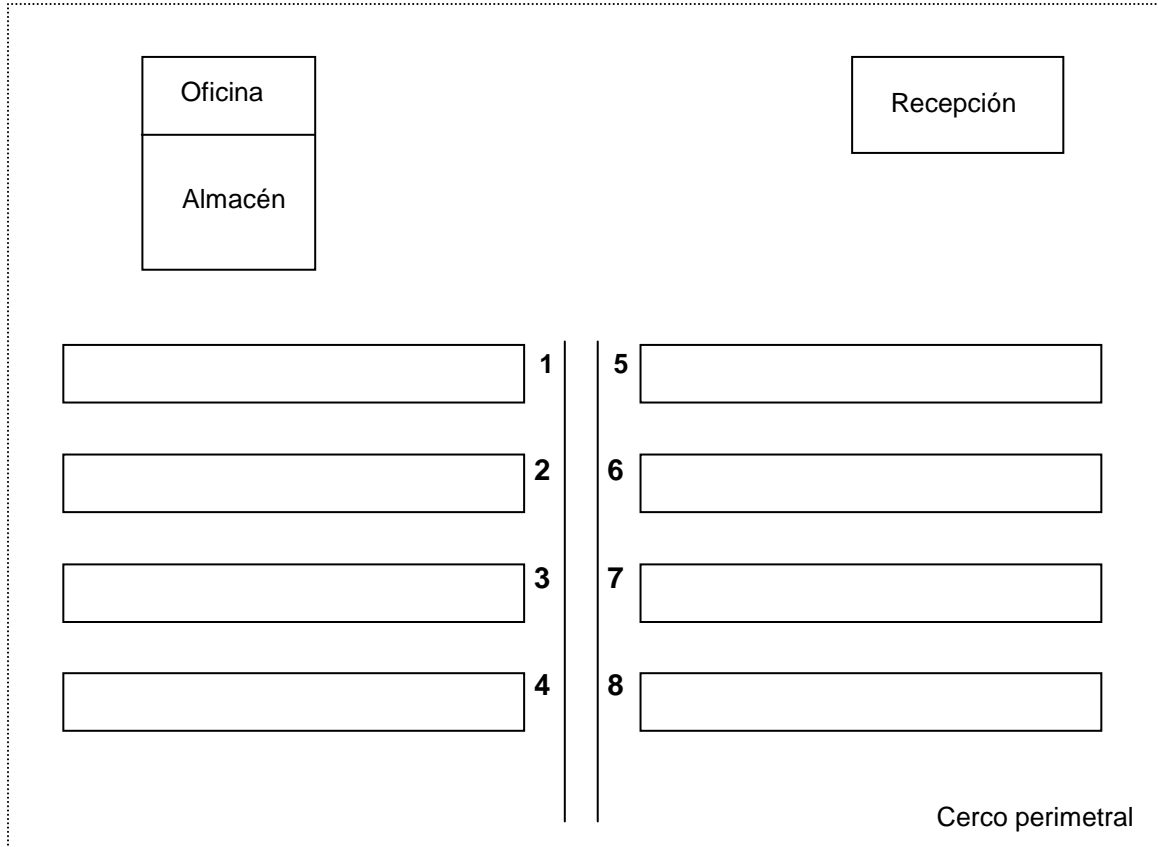 Oficina
Recepción
Almacén
1 5
2 6
3 7
4 8
Cerco perimetral